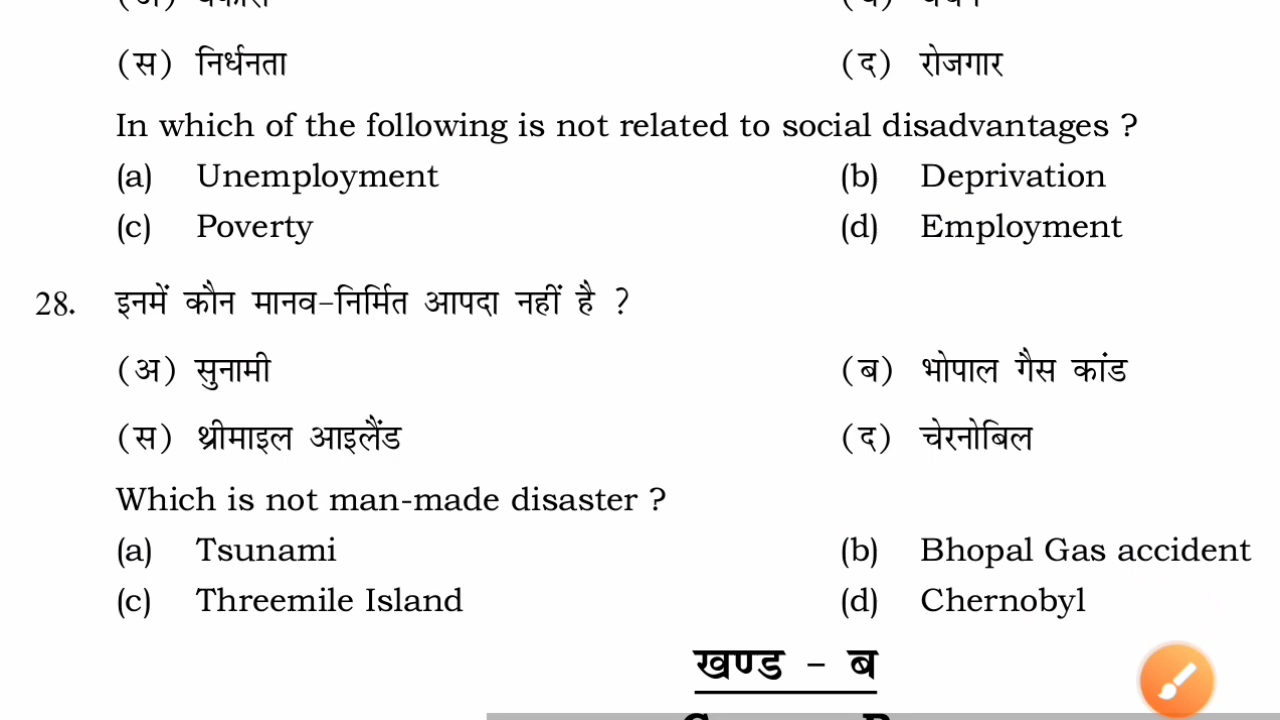 (स) निर्धनता (द) रोजगार
In which of the following is not related to social disadvantages ?
(a) Unemployment (b) Deprivation
(c) Poverty (d) Employment
28. इनमें कौन मानव-निर्मित आपदा नहीं है ?
(अ) सुनामी (ब) भोपाल गैस कांड
(स) थ्रीमाइल आइलैंड (द) चेरनोबिल
Which is not man-made disaster ?
(a) Tsunami (b) Bhopal Gas accident
(c) Threemile Island (d) Chernobyl
खण्ड - ब